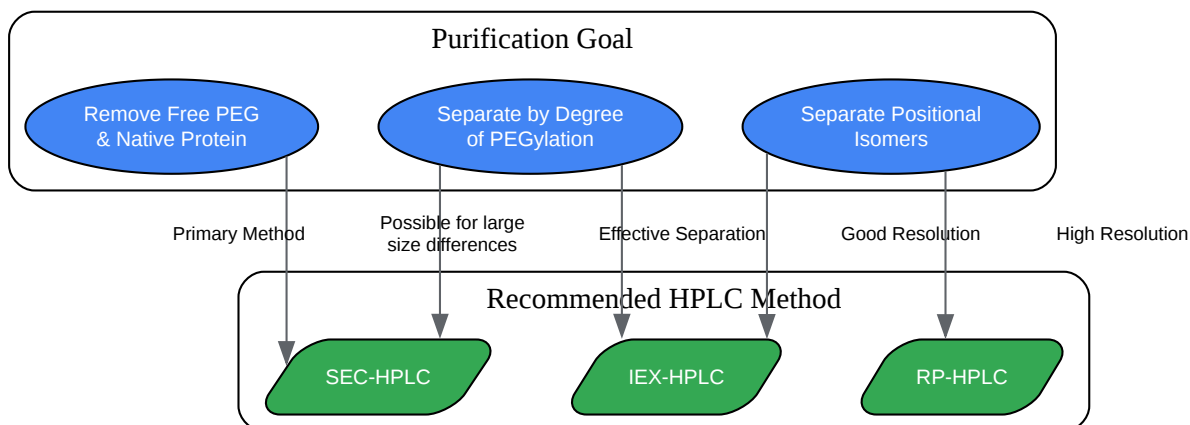 Purification Goal
Remove Free PEG
& Native Protein
Separate by Degree
of PEGylation
Separate Positional
Isomers
Primary Method
Possible for large
size differences
Effective Separation
Good Resolution
High Resolution
Recommended HPLC Method
SEC-HPLC
IEX-HPLC
RP-HPLC